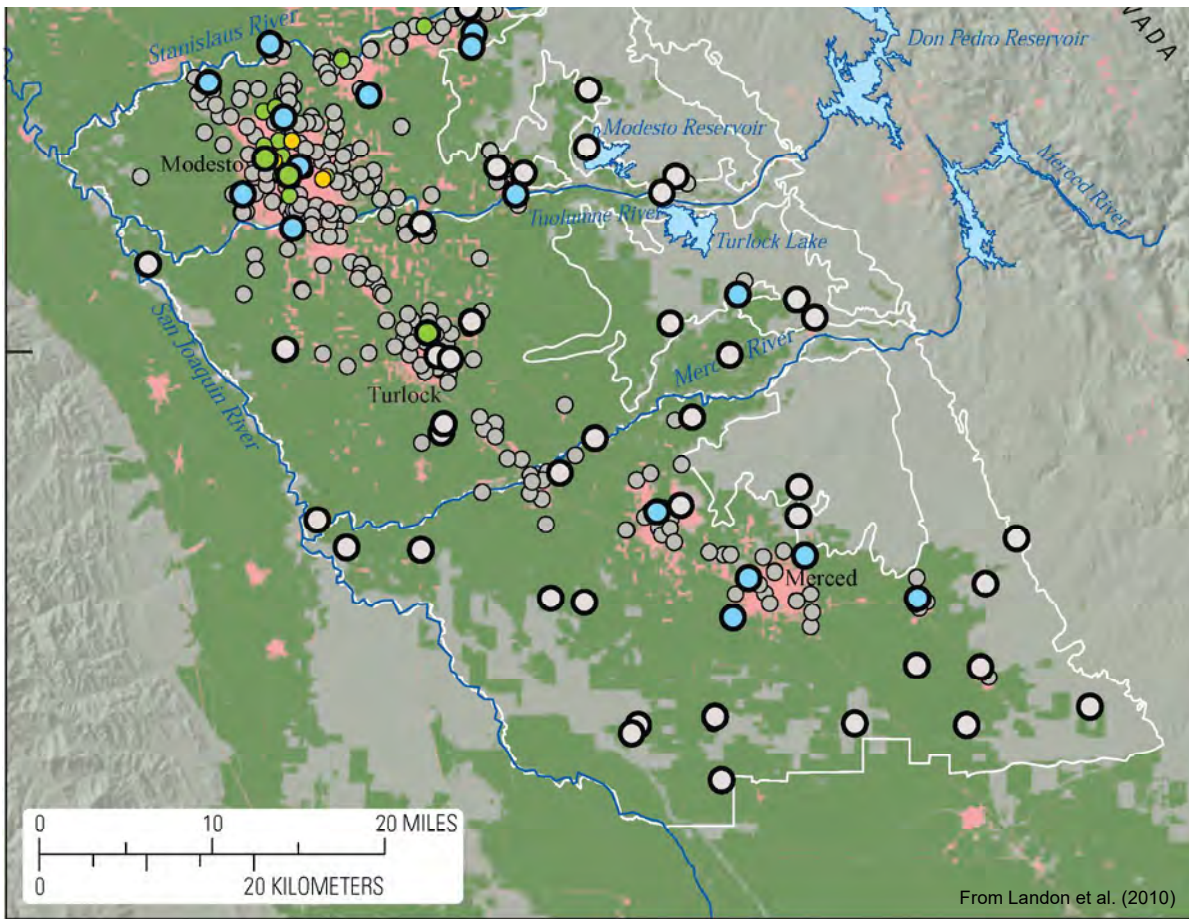 VADA
Stanislaus River
Don Pedro Reservoir
Modesto Reservoir
Modesto
Merced River
Tuolumne River
Turlock Lake
San Joaquin River
Merced River
Turlock
Merced
0 10 20 MILES
0 20 KILOMETERS
From Landon et al. (2010)